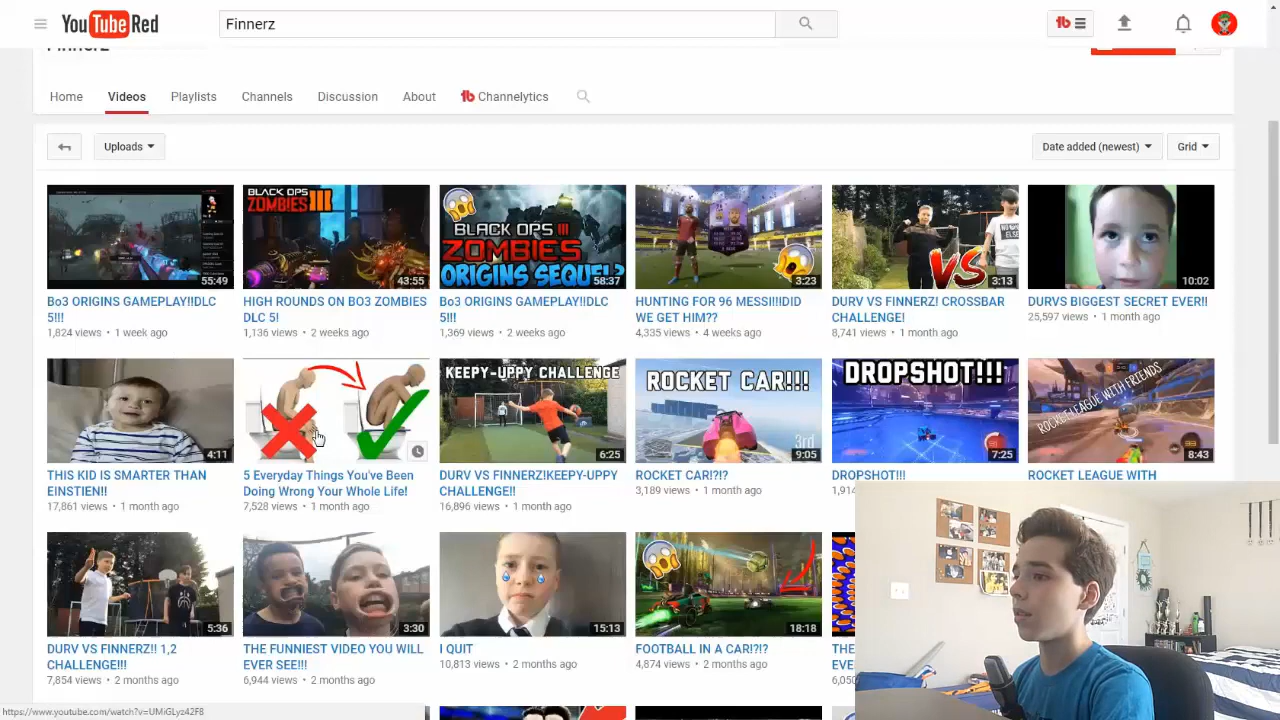 YouTube Red
Finnerz
Finnerz
Home Videos Playlists Channels Discussion About Channelytics
Uploads
Date added (newest) Grid
55:49
BLACK OPS
ZOMBIES III
43:55
BLACK OPS III
ZOMBIES
ORIGINS SEQUEL?
58:37
3:23
VS
3:13
10:02
Bo3 ORIGINS GAMEPLAY!!DLC
5!!!
1,824 views • 1 week ago
HIGH ROUNDS ON BO3 ZOMBIES
DLC 5!
1,136 views • 2 weeks ago
Bo3 ORIGINS GAMEPLAY!!DLC
5!!!
1,369 views • 2 weeks ago
HUNTING FOR 96 MESSI!!!DID
WE GET HIM??
4,335 views • 4 weeks ago
DURV VS FINNERZ! CROSSBAR
CHALLENGE!
8,741 views • 1 month ago
DURVS BIGGEST SECRET EVER!!
25,597 views • 1 month ago
4:11
KEEPY-UPPY CHALLENGE
6:25
ROCKET CAR!!!
3rd
9:05
DROPSHOT!!!
7:25
ROCKET LEAGUE WITH FRIENDS
8:43
THIS KID IS SMARTER THAN
EINSTIEN!!
17,861 views • 1 month ago
5 Everyday Things You've Been
Doing Wrong Your Whole Life!
7,528 views • 1 month ago
DURV VS FINNERZ!KEEPY-UPPY
CHALLENGE!!
16,896 views • 1 month ago
ROCKET CAR!?!?
3,189 views • 1 month ago
DROPSHOT!!!
1,914
ROCKET LEAGUE WITH
5:36
3:30
15:13
18:18
DURV VS FINNERZ!! 1,2
CHALLENGE!!!
7,854 views • 2 months ago
THE FUNNIEST VIDEO YOU WILL
EVER SEE!!!
6,944 views • 2 months ago
I QUIT
10,813 views • 2 months ago
FOOTBALL IN A CAR!?!?
4,874 views • 2 months ago
THE
EVE
6,050
https://www.youtube.com/watch?v=UMiGLyz42F8